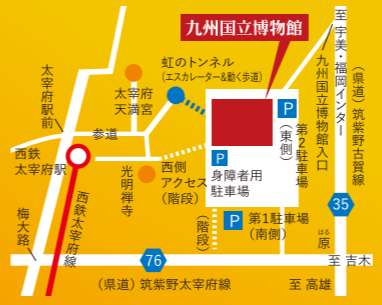 九州国立博物館
至 宇美・福岡インター
(県道)筑紫野古賀線
九州国立博物館入口
虹のトンネル
(エスカレーター&動く歩道)
太宰府
天満宮
太宰府
駅前
参道
西鉄
太宰府駅
西鉄太宰府線
光明禅寺
西側
アクセス
(階段)
P
(東側)
第2駐車場
P
身障者用
駐車場
(階段)
P
第1駐車場
(南側)
35
はる
原
梅大路
76
至 吉木
(県道)筑紫野太宰府線
至 高雄